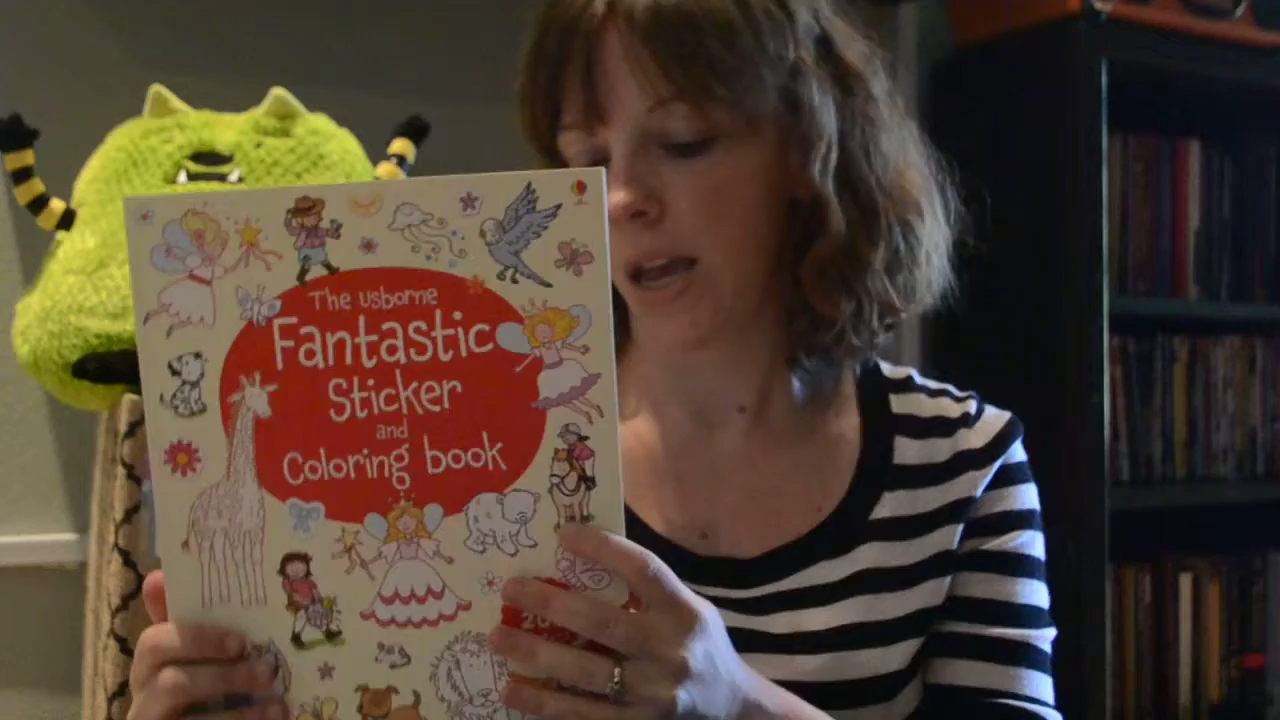 The Usborne
Fantastic
Sticker
and
Coloring book